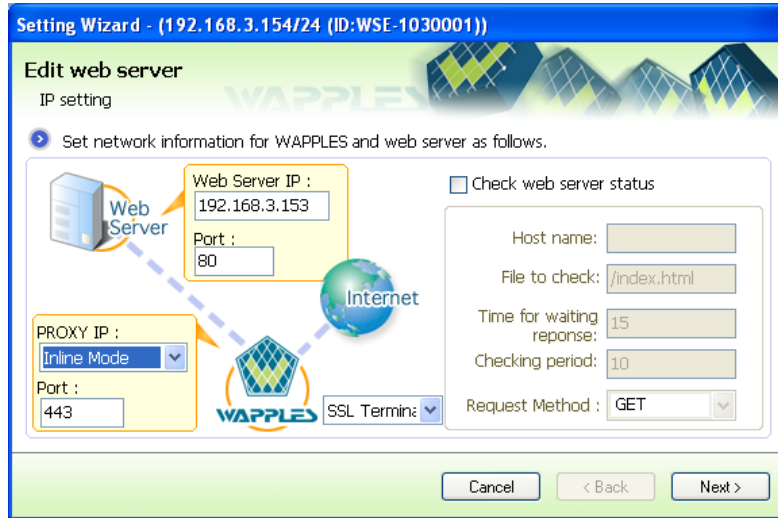 Setting Wizard - (192.168.3.154/24 (ID:WSE-1030001))
Edit web server
IP setting
WAPPLES
Set network information for WAPPLES and web server as follows.
Web Server
Web Server IP :
192.168.3.153
Port :
80
Internet
PROXY IP :
Inline Mode
Port :
443
WAPPLES
SSL Termina
Check web server status
Host name:
File to check: /index.html
Time for waiting
reponse: 15
Checking period: 10
Request Method : GET
Cancel
< Back
Next >